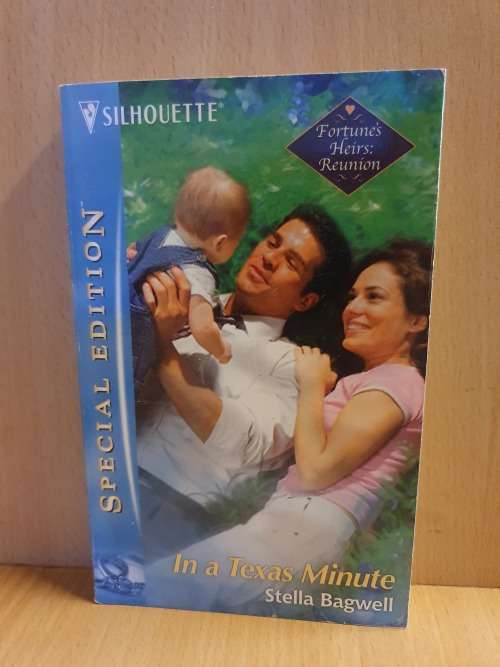 SILHOUETTE®
Fortune's
Heirs:
Reunion
SPECIAL EDITION
In a Texas Minute
Stella Bagwell